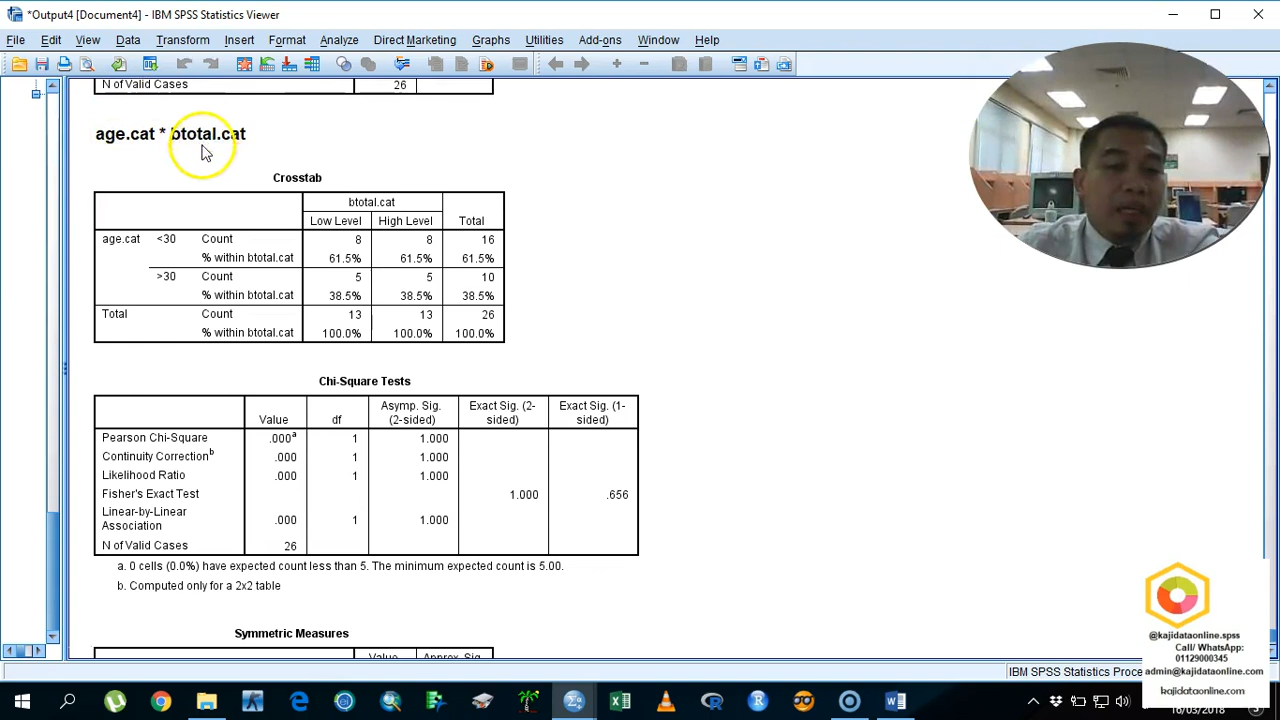 *Output4 [Document4] - IBM SPSS Statistics Viewer
File Edit View Data Transform Insert Format Analyze Direct Marketing Graphs Utilities Add-ons Window Help
N of Valid Cases 26
age.cat * btotal.cat
Crosstab
btotal.cat
Low Level High Level Total
age.cat <30 Count 8 8 16
% within btotal.cat 61.5% 61.5% 61.5%
>30 Count 5 5 10
% within btotal.cat 38.5% 38.5% 38.5%
Total Count 13 13 26
% within btotal.cat 100.0% 100.0% 100.0%
Chi-Square Tests
Value df Asymp. Sig. (2-sided) Exact Sig. (2-sided) Exact Sig. (1-sided)
Pearson Chi-Square .000a 1 1.000
Continuity Correctionb .000 1 1.000
Likelihood Ratio .000 1 1.000
Fisher's Exact Test 1.000 .656
Linear-by-Linear Association .000 1 1.000
N of Valid Cases 26
a. 0 cells (0.0%) have expected count less than 5. The minimum expected count is 5.00.
b. Computed only for a 2x2 table
Symmetric Measures
Value Approx. Sig.
@kajidataonline.spss
Call/ WhatsApp:
01129000345
admin@kajidataonline.com
kajidataonline.com
IBM SPSS Statistics Proce
16/03/2018